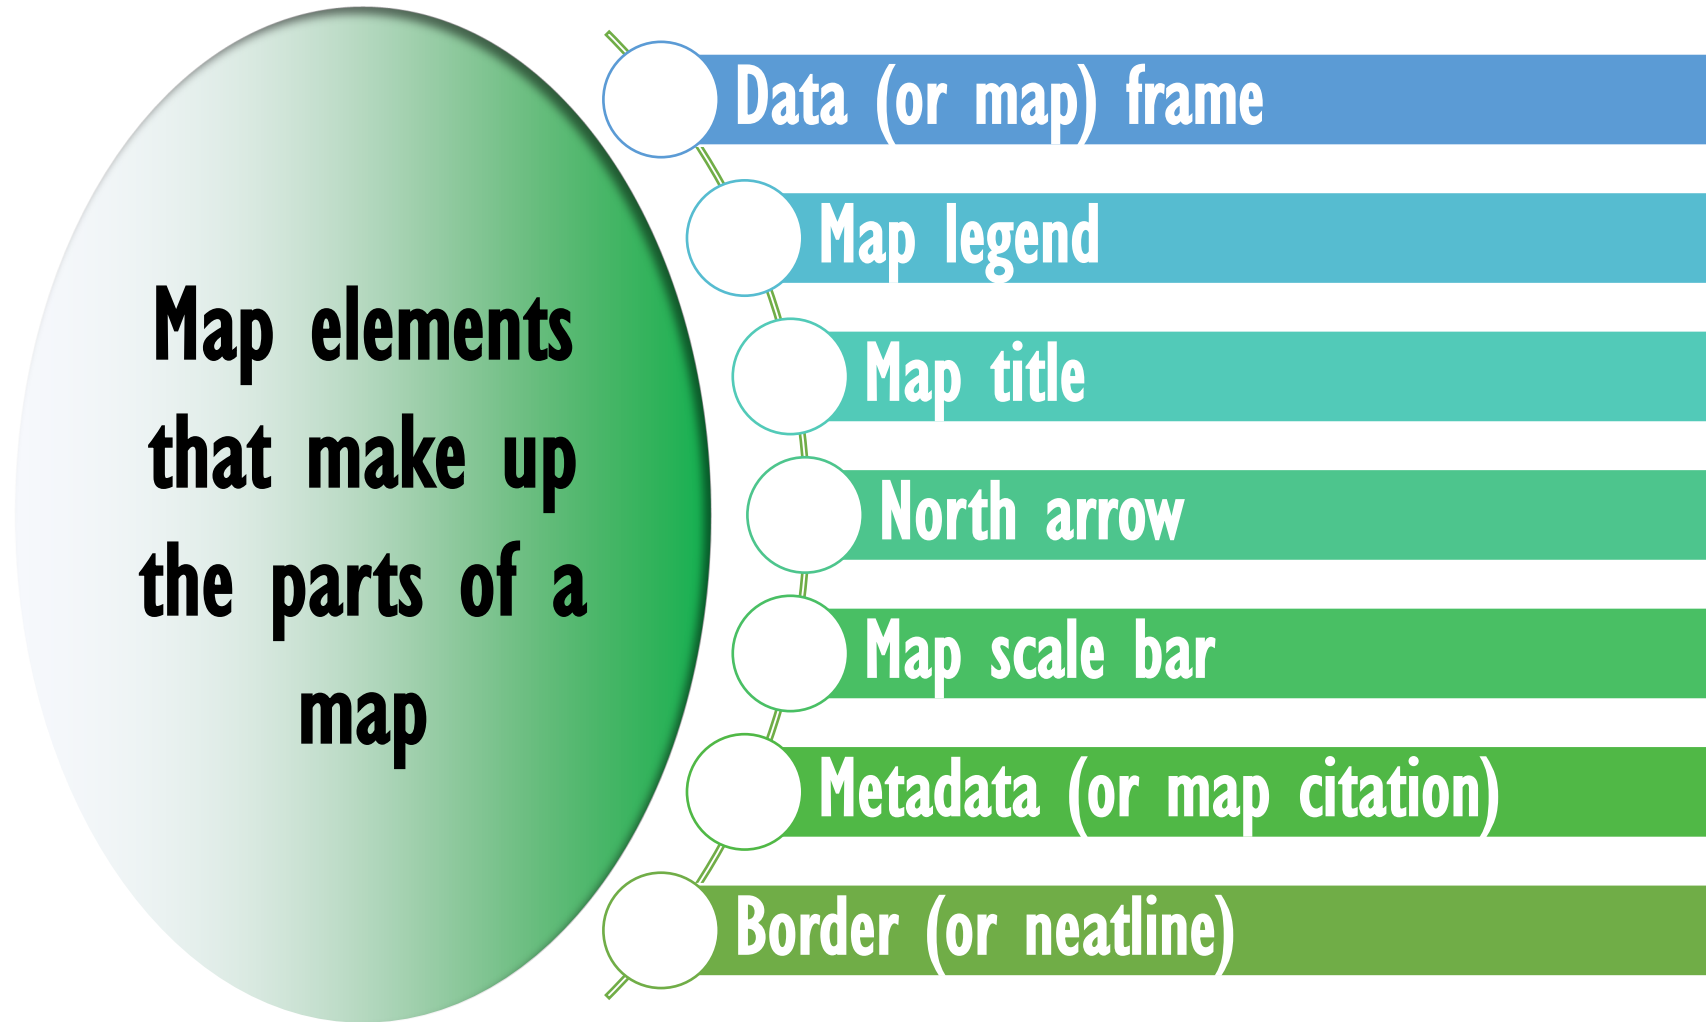 Map elements
that make up
the parts of a
map
Data (or map) frame
Map legend
Map title
North arrow
Map scale bar
Metadata (or map citation)
Border (or neatline)